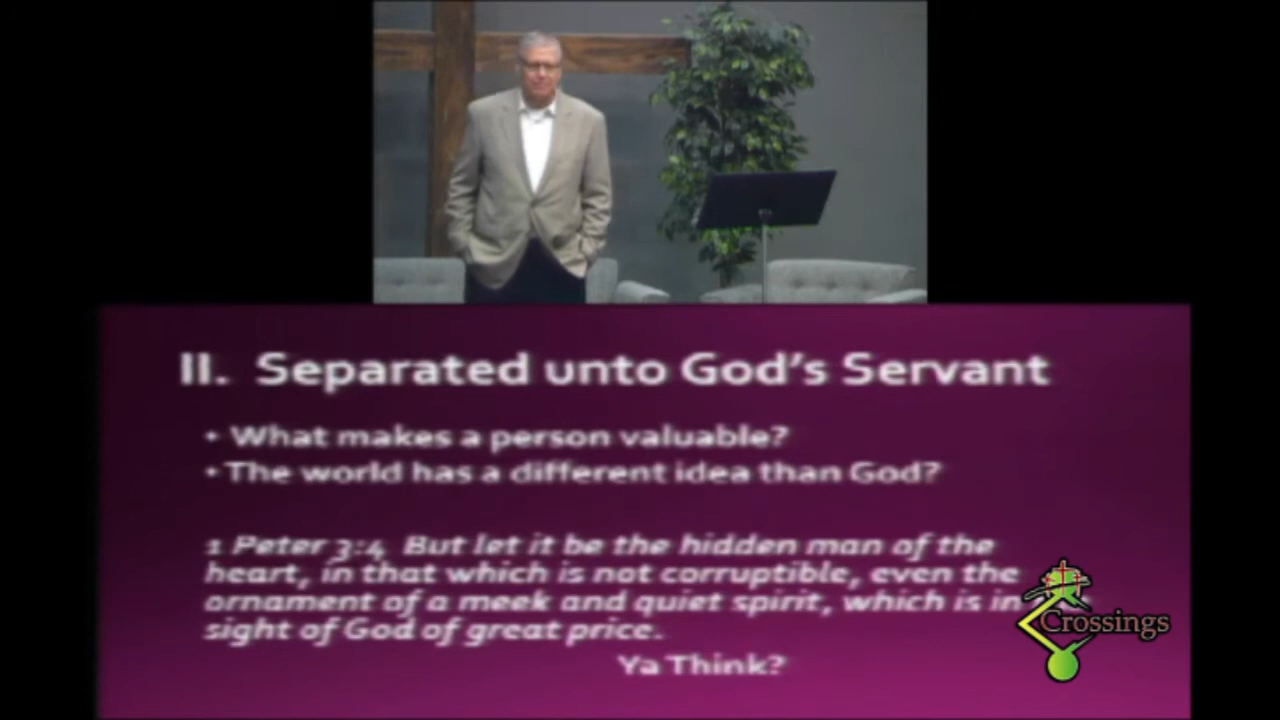 II. Separated unto God's Servant
• What makes a person valuable?
• The world has a different idea than God?
1 Peter 3:4 But let it be the hidden man of the
heart, in that which is not corruptible, even the
ornament of a meek and quiet spirit, which is in
sight of God of great price.
Ya Think?
Crossings